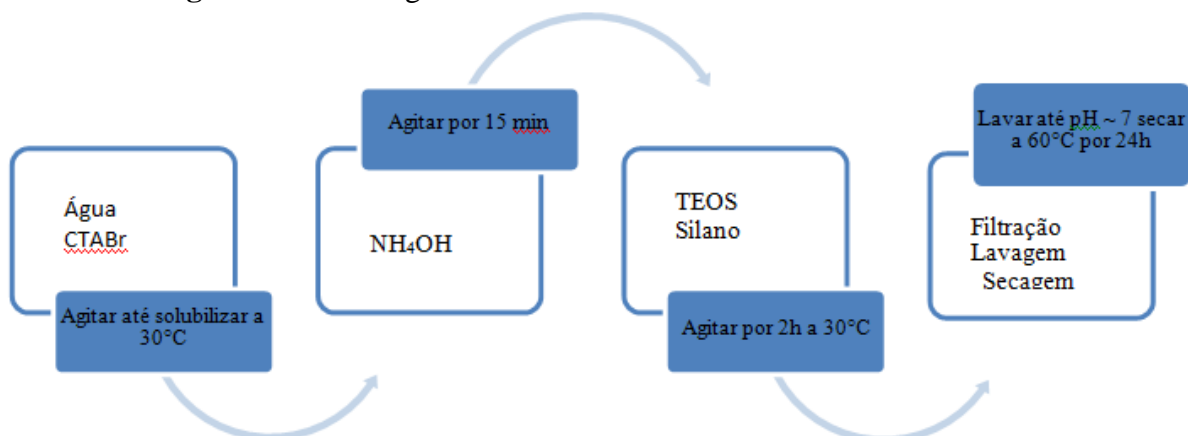 Água
CTABr
Agitar até solubilizar a
30°C
Agitar por 15 min
NH₄OH
TEOS
Silano
Agitar por 2h a 30°C
Lavar até pH ~ 7 secar
a 60°C por 24h
Filtração
Lavagem
Secagem